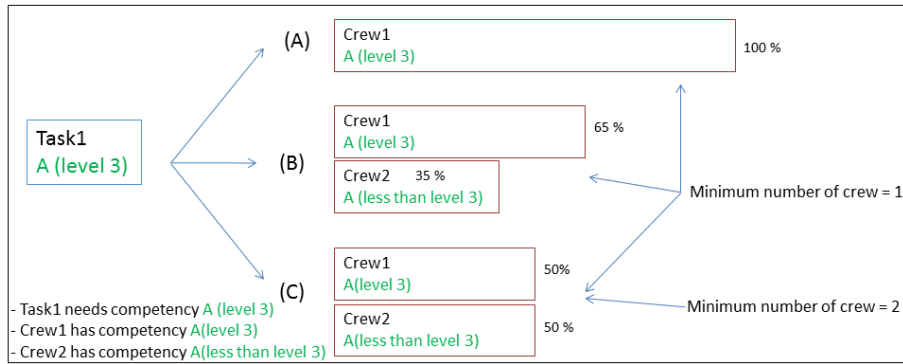 (A)
Crew1
A (level 3)
100 %
Task1
A (level 3)
(B)
Crew1
A (level 3)
65 %
Crew2 35 %
A (less than level 3)
Minimum number of crew = 1
(C)
Crew1
A(level 3)
50%
Crew2
A(less than level 3)
50 %
Minimum number of crew = 2
- Task1 needs competency A (level 3)
- Crew1 has competency A(level 3)
- Crew2 has competency A(less than level 3)